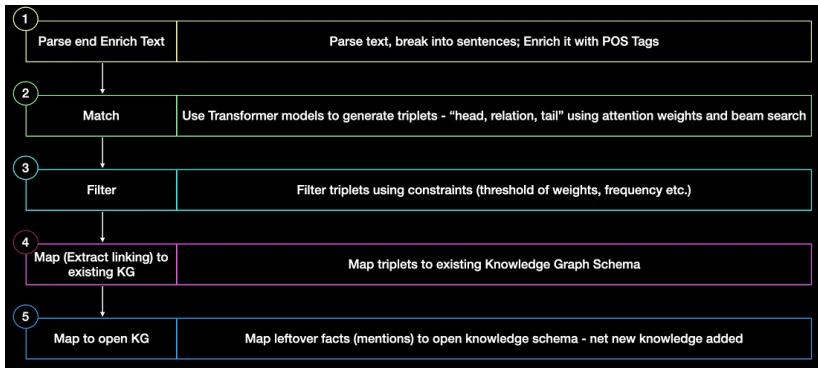 1
Parse end Enrich Text
Parse text, break into sentences; Enrich it with POS Tags
2
Match
Use Transformer models to generate triplets - “head, relation, tail” using attention weights and beam search
3
Filter
Filter triplets using constraints (threshold of weights, frequency etc.)
4
Map (Extract linking) to
existing KG
Map triplets to existing Knowledge Graph Schema
5
Map to open KG
Map leftover facts (mentions) to open knowledge schema - net new knowledge added